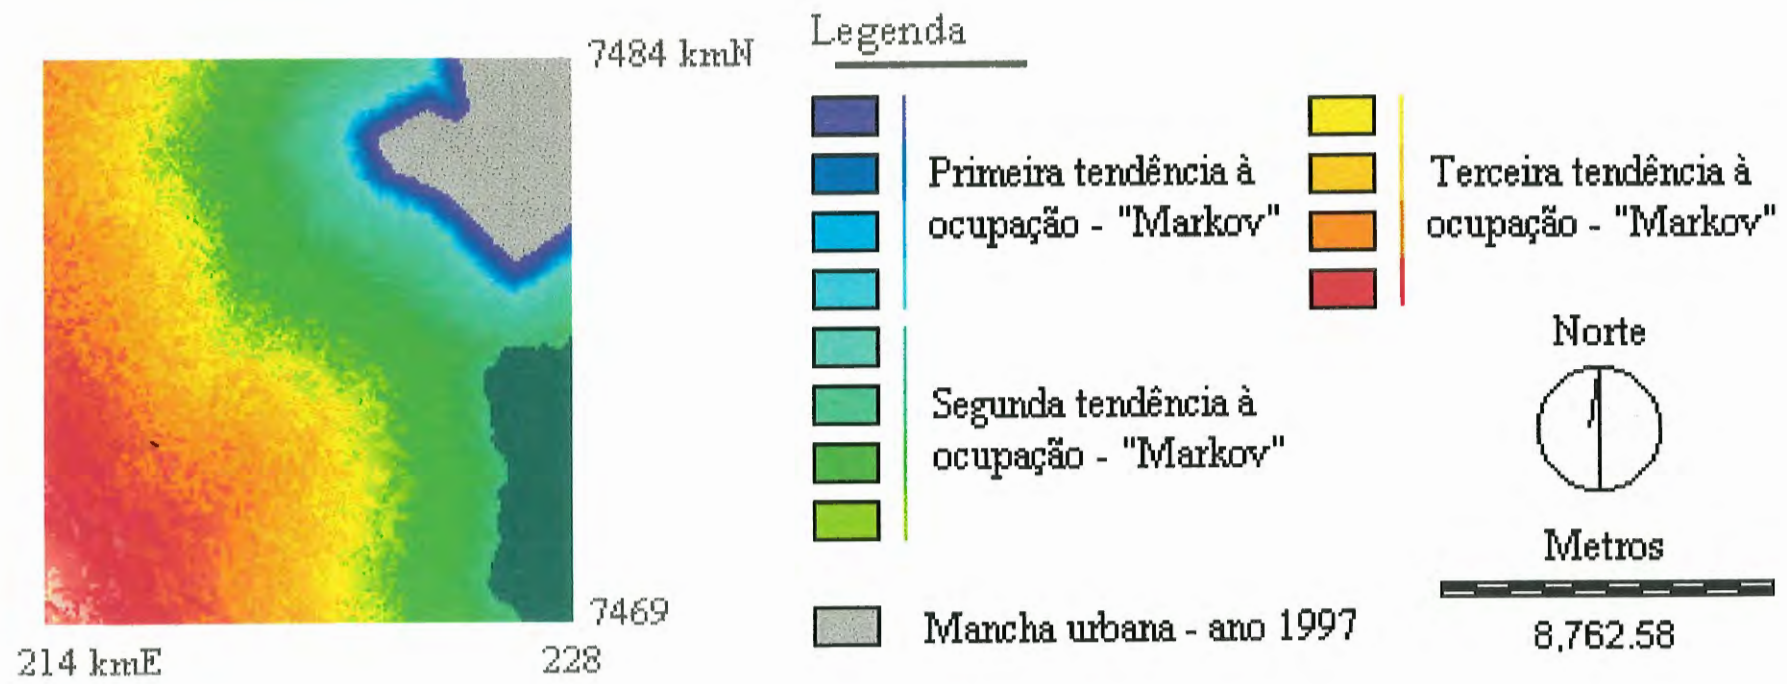 7484 kmN
7469
214 kmE
228
Legenda
Primeira tendência à
ocupação - "Markov"
Segunda tendência à
ocupação - "Markov"
Mancha urbana - ano 1997
Terceira tendência à
ocupação - "Markov"
Norte
Metros
8,762.58